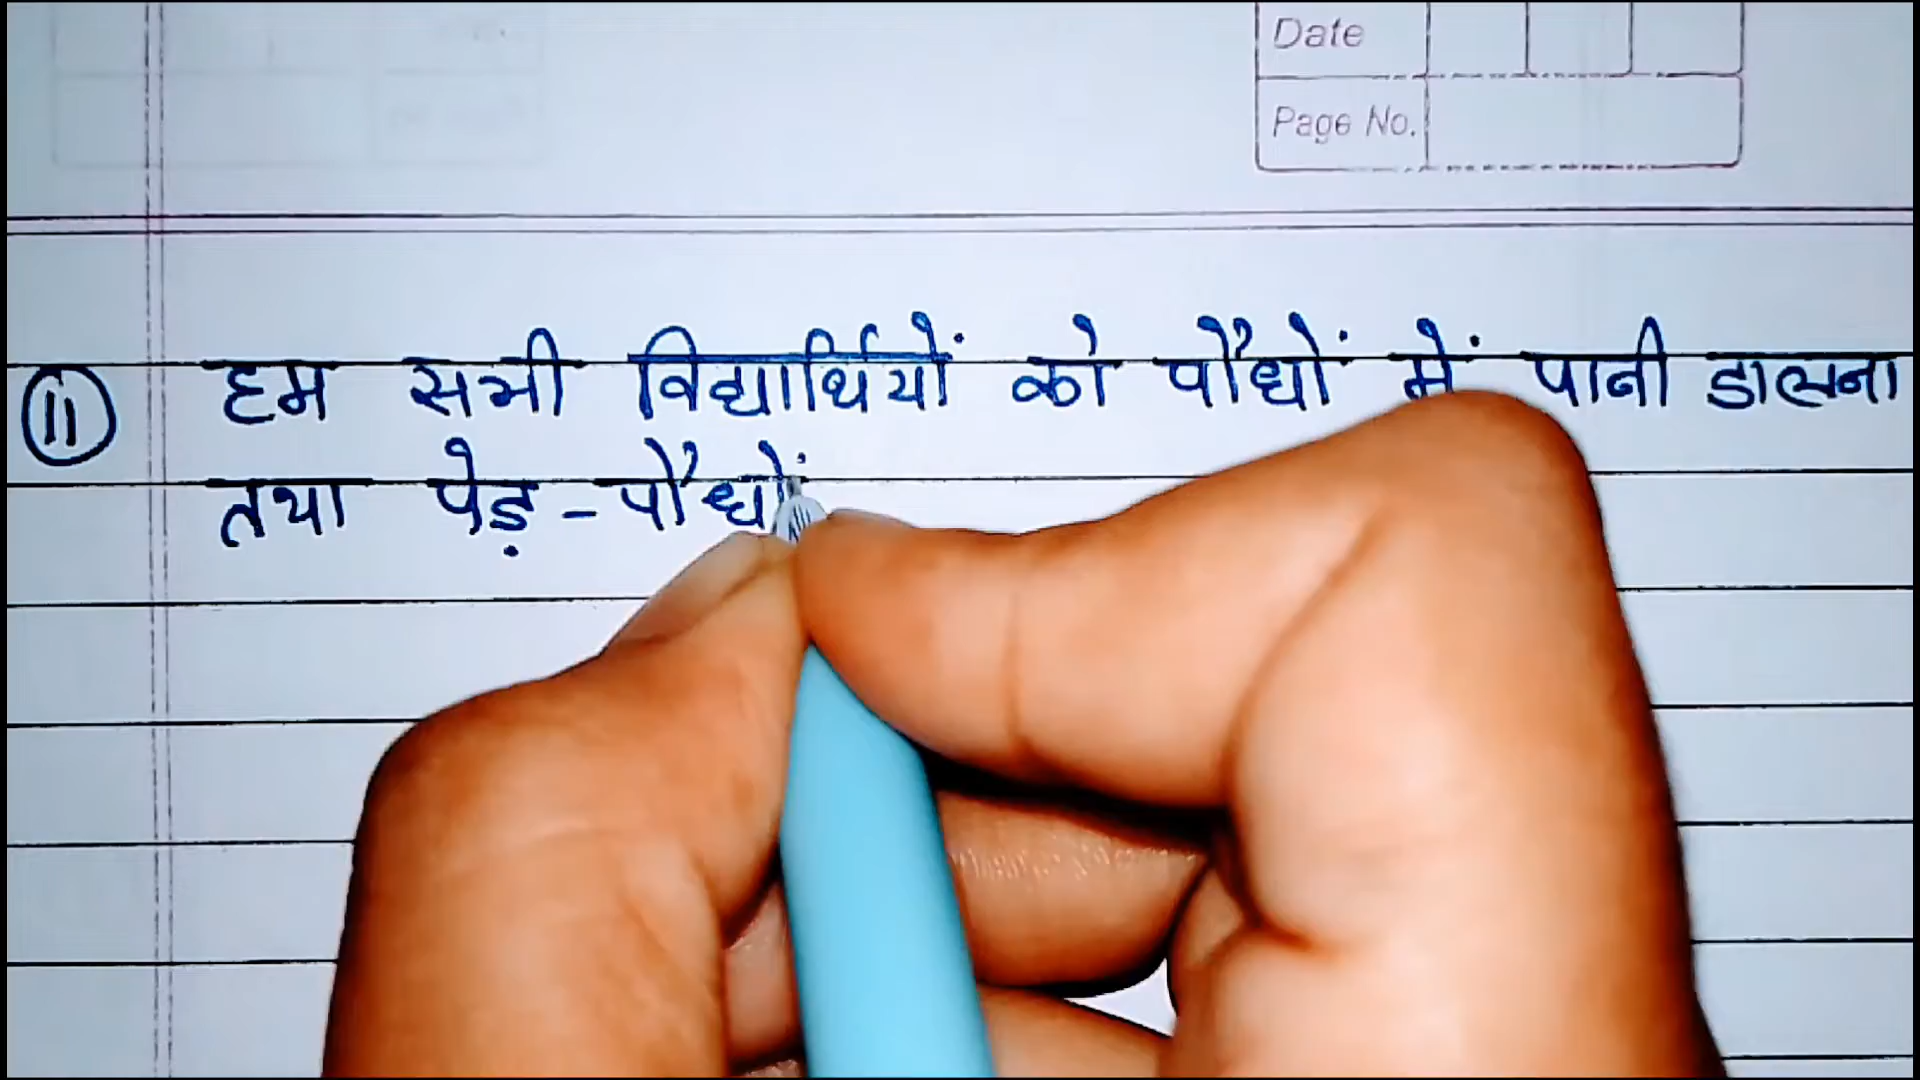 Date
Page No.
11 हम सभी विद्यार्थियों को पौधों में पानी डालना
तथा पेड़-पौधों